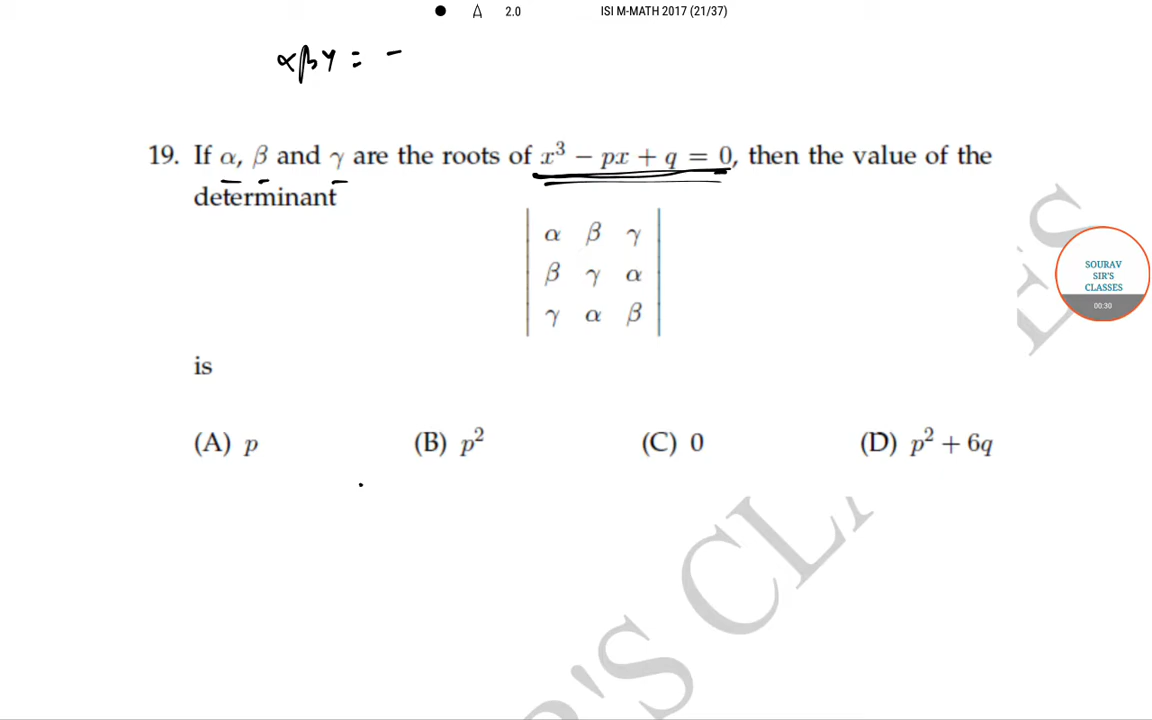 2.0 ISI M-MATH 2017 (21/37)
αβγ = -
19. If α, β and γ are the roots of x³ − px + q = 0, then the value of the
determinant
α β γ
β γ α
γ α β
SOURAV
SIR'S
CLASSES
00:30
is
(A) p (B) p² (C) 0 (D) p² + 6q